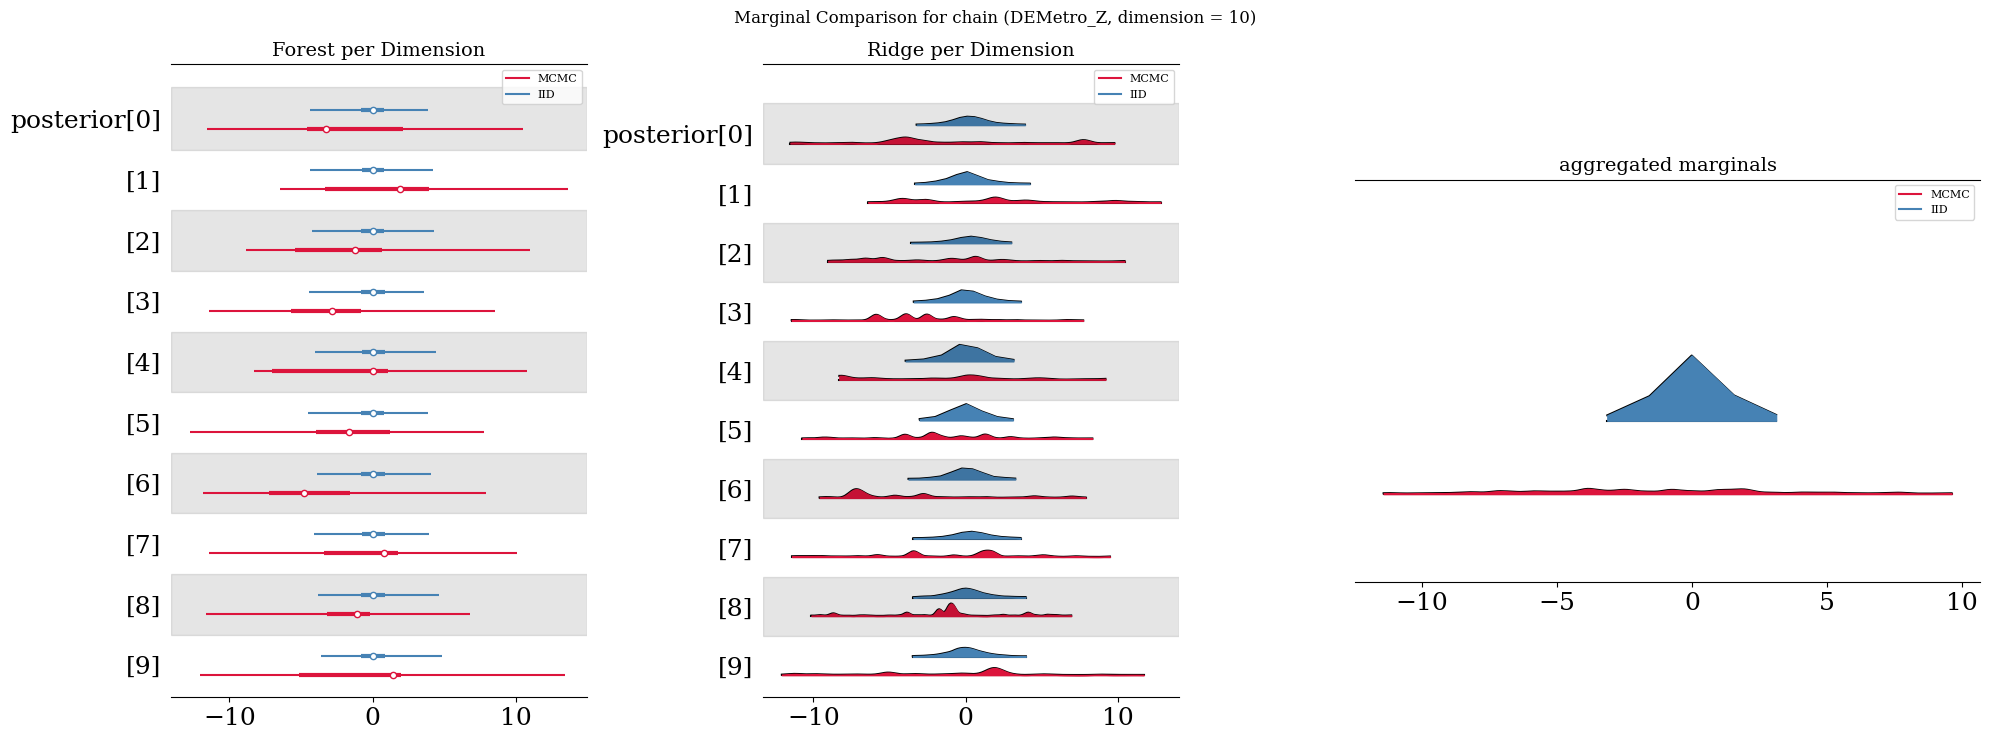 Marginal Comparison for chain (DEMetro_Z, dimension = 10)
Forest per Dimension
MCMC
IID
posterior[0]
[1]
[2]
[3]
[4]
[5]
[6]
[7]
[8]
[9]
−10 0 10
Ridge per Dimension
MCMC
IID
posterior[0]
[1]
[2]
[3]
[4]
[5]
[6]
[7]
[8]
[9]
−10 0 10
aggregated marginals
MCMC
IID
−10 −5 0 5 10